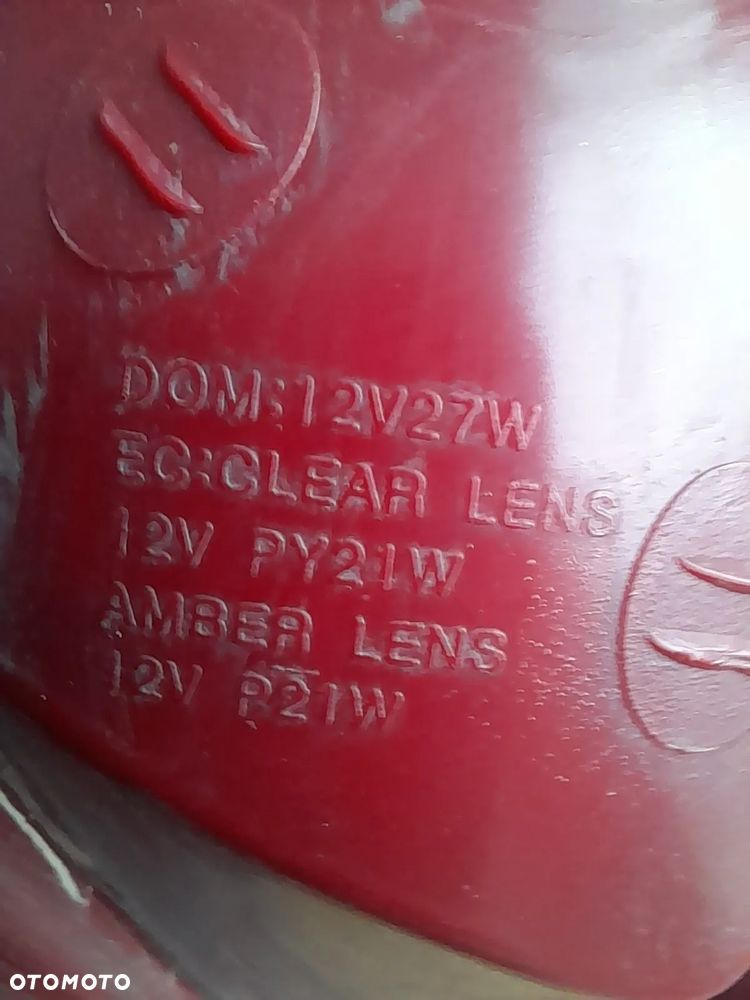 DOM:12V27W
EC:CLEAR LENS
12V PY21W
AMBER LENS
12V P21W
OTOMOTO